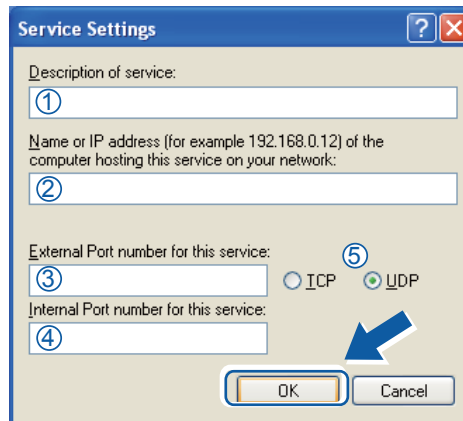 Service Settings
Description of service:
①
Name or IP address (for example 192.168.0.12) of the
computer hosting this service on your network:
②
External Port number for this service:
⑤
③ TCP UDP
Internal Port number for this service:
④
OK Cancel